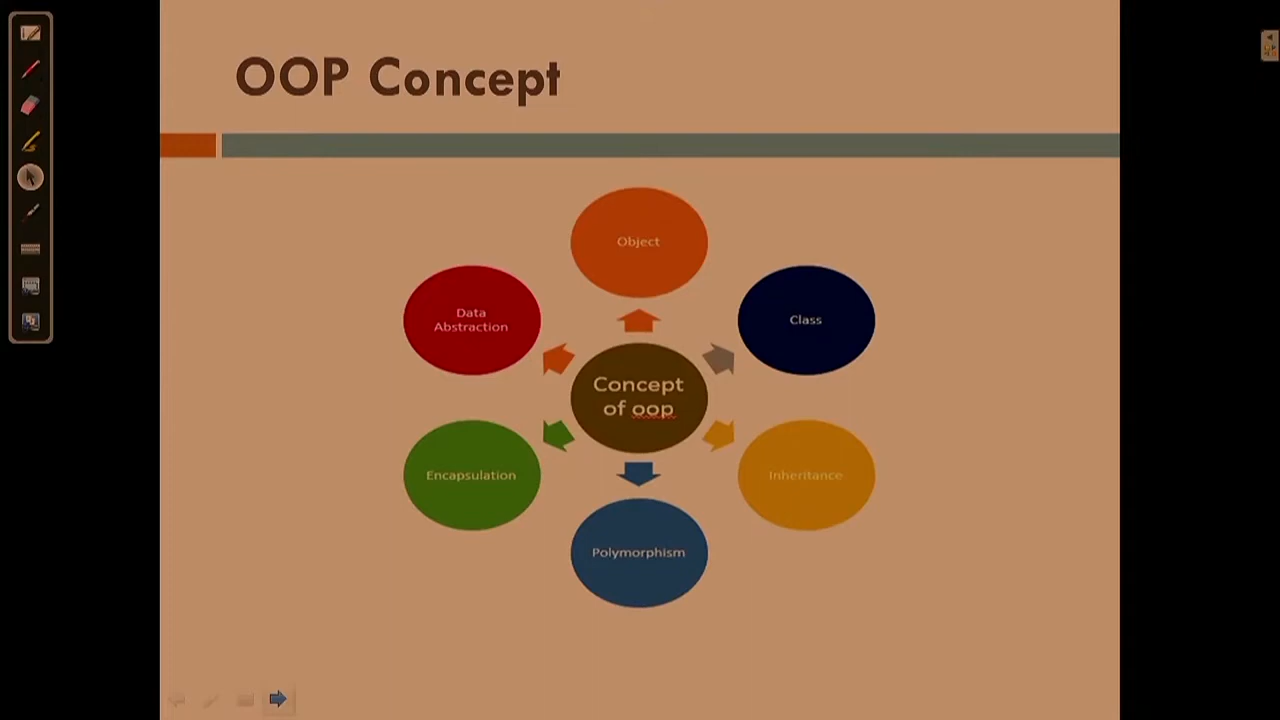 OOP Concept
Object
Data
Abstraction
Class
Concept
of oop
Encapsulation
Inheritance
Polymorphism